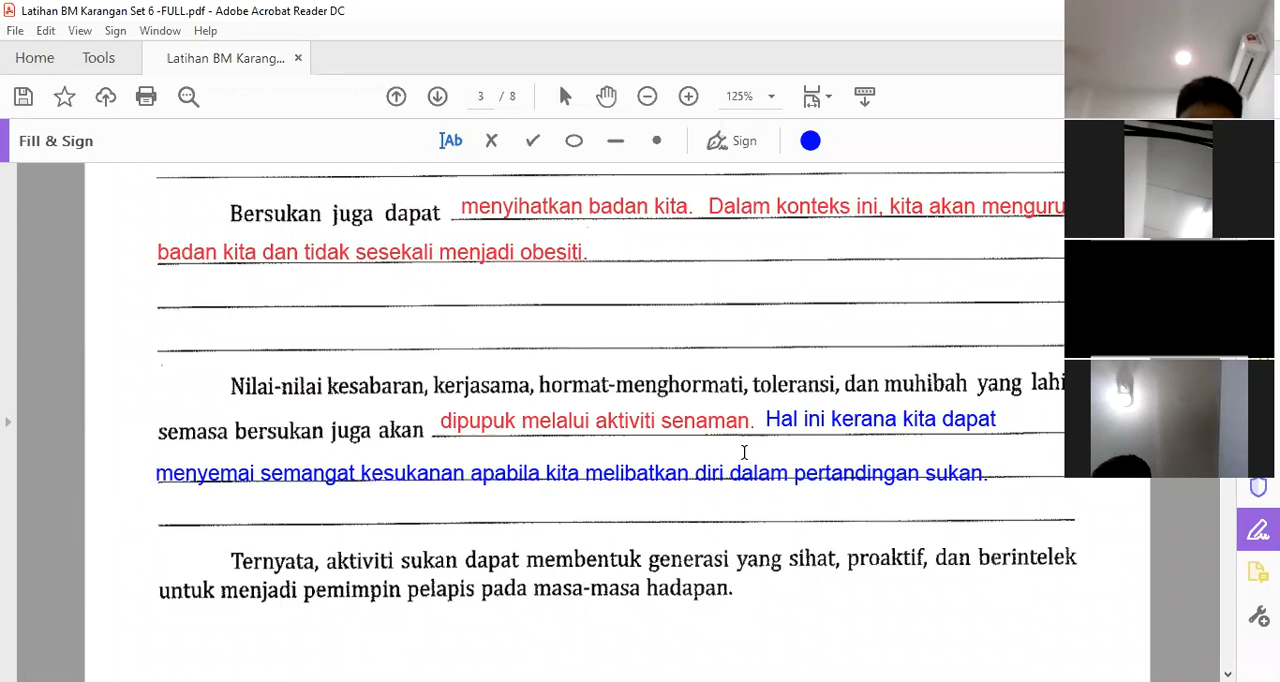 Latihan BM Karangan Set 6 -FULL.pdf - Adobe Acrobat Reader DC
File Edit View Sign Window Help
Home Tools Latihan BM Karang... ×
3 / 8 125%
Fill & Sign Ab Sign
Bersukan juga dapat menyihatkan badan kita. Dalam konteks ini, kita akan menguru
badan kita dan tidak sesekali menjadi obesiti.
Nilai-nilai kesabaran, kerjasama, hormat-menghormati, toleransi, dan muhibah yang lahi
semasa bersukan juga akan dipupuk melalui aktiviti senaman. Hal ini kerana kita dapat
menyemai semangat kesukanan apabila kita melibatkan diri dalam pertandingan sukan.
Ternyata, aktiviti sukan dapat membentuk generasi yang sihat, proaktif, dan berintelek
untuk menjadi pemimpin pelapis pada masa-masa hadapan.